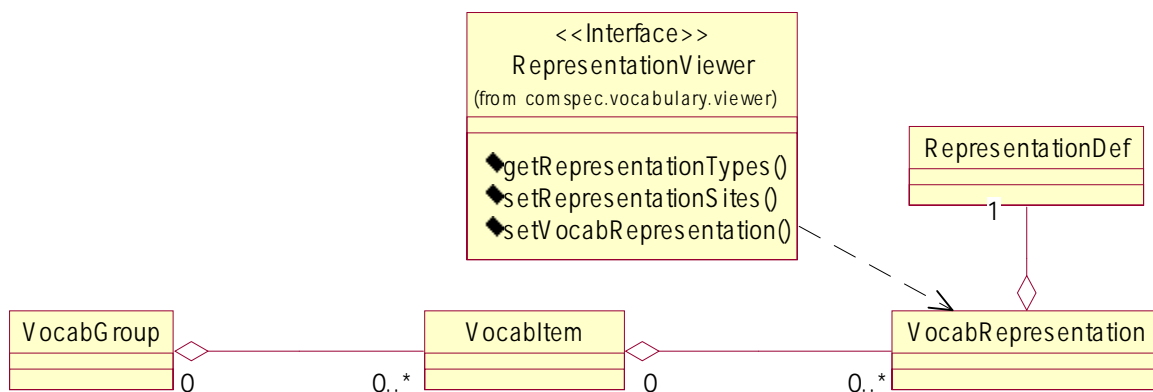 <<Interface>>
RepresentationViewer
(from comspec.vocabulary.viewer)
getRepresentationTypes()
setRepresentationSites()
setVocabRepresentation()
RepresentationDef
1
VocabGroup
VocabItem
VocabRepresentation
0
0..*
0
0..*